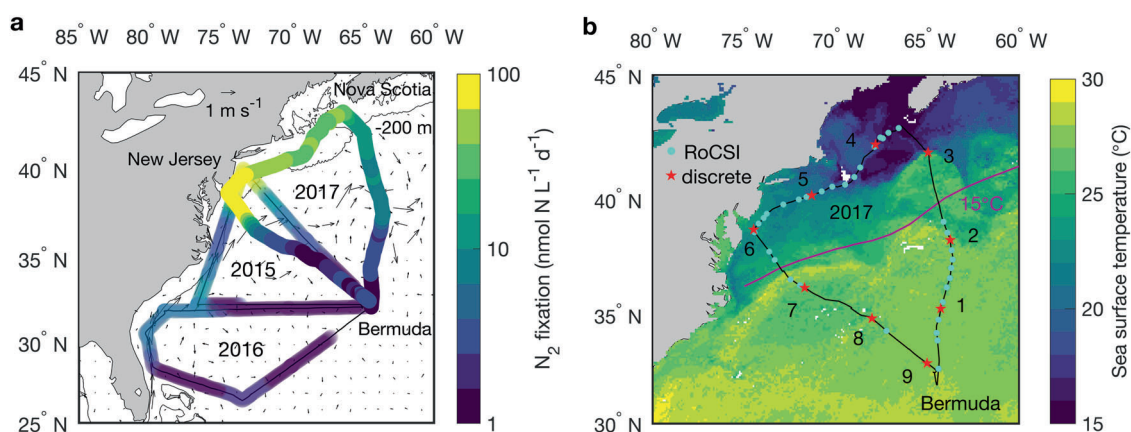 a
85° W 80° W 75° W 70° W 65° W 60° W
45° N
40° N
35° N
30° N
25° N
1 m s⁻¹
Nova Scotia
-200 m
New Jersey
2017
2015
Bermuda
2016
100
10
1
N₂ fixation (nmol N L⁻¹ d⁻¹)
b
80° W 75° W 70° W 65° W 60° W
45° N
40° N
35° N
30° N
RoCSI
discrete
4
3
5
2017
15°C
6
2
7
1
8
9
Bermuda
30
25
20
15
Sea surface temperature (°C)